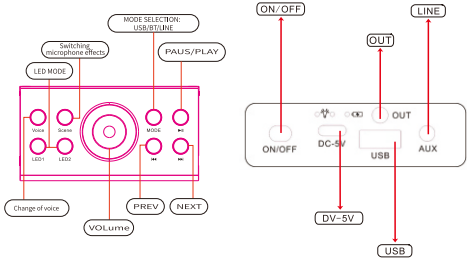 MODE SELECTION:
USB/BT/LINE
Switching
microphone effects
PAUS/PLAY
LED MODE
Voice
Scene
MODE
LED1
LED2
Change of voice
VOLume
PREV
NEXT
ON/OFF
LINE
OUT
OUT
ON/OFF
DC-5V
USB
AUX
DV-5V
USB